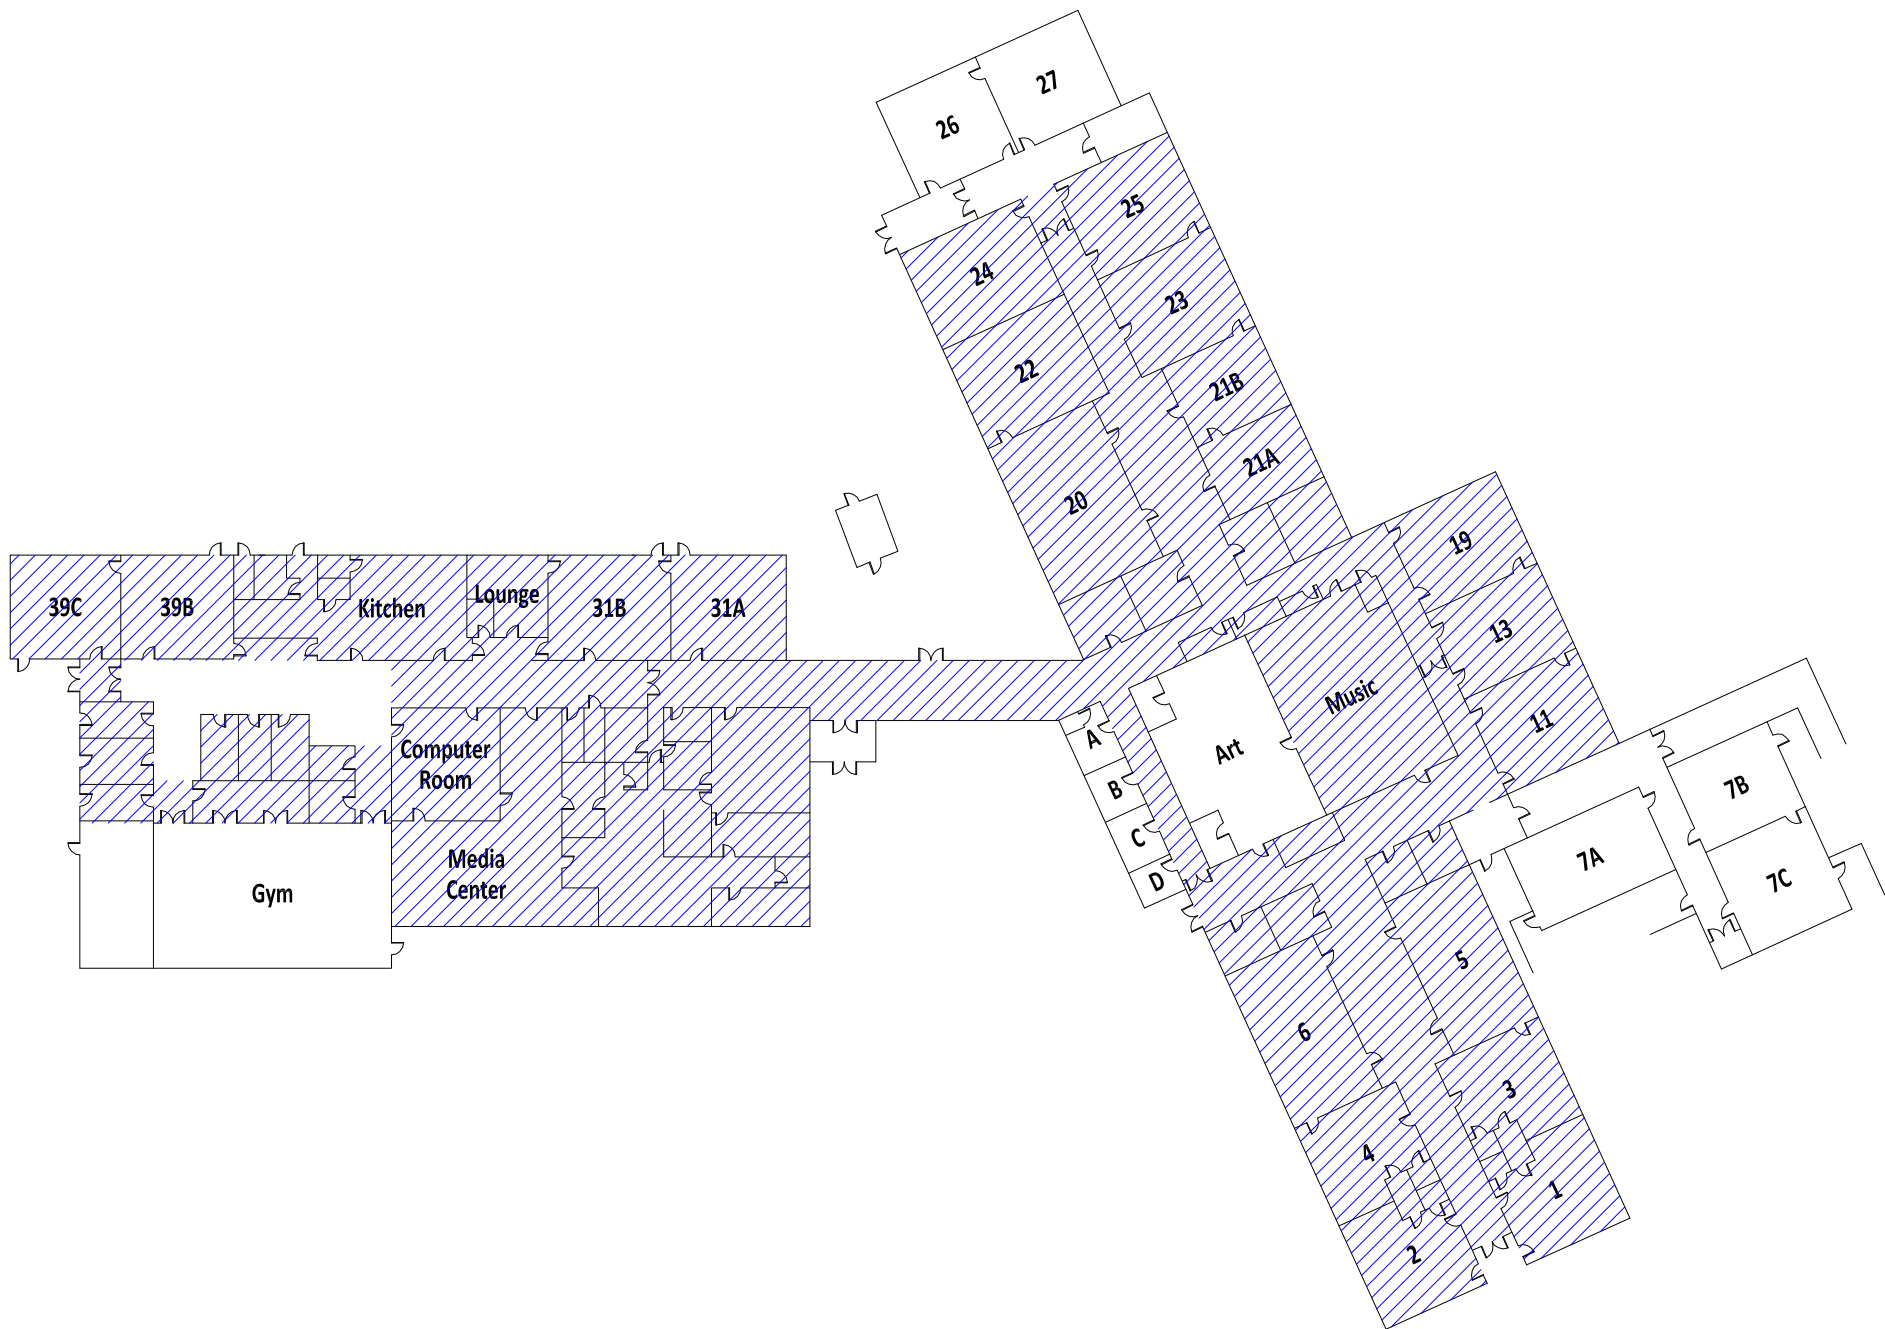 27
26
25
24
23
22
21B
21A
20
19
13
11
39C
39B
Kitchen
Lounge
31B
31A
Music
Art
A
B
C
D
Computer
Room
Media
Center
Gym
7B
7A
7C
5
6
3
4
1
2